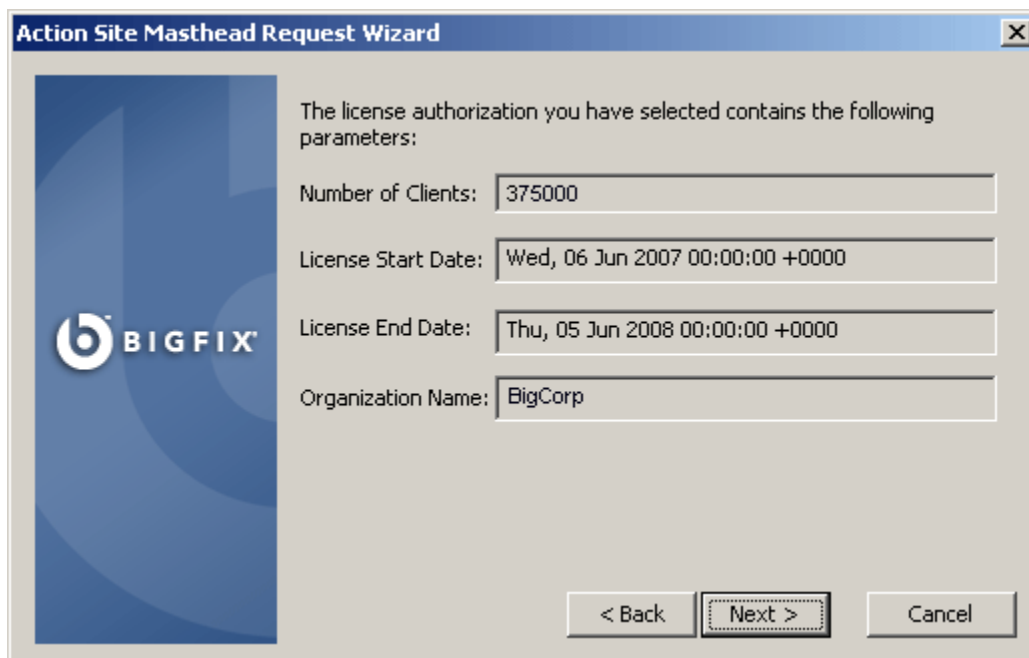 Action Site Masthead Request Wizard
The license authorization you have selected contains the following
parameters:
Number of Clients: 375000
License Start Date: Wed, 06 Jun 2007 00:00:00 +0000
License End Date: Thu, 05 Jun 2008 00:00:00 +0000
BIGFIX
Organization Name: BigCorp
< Back Next > Cancel